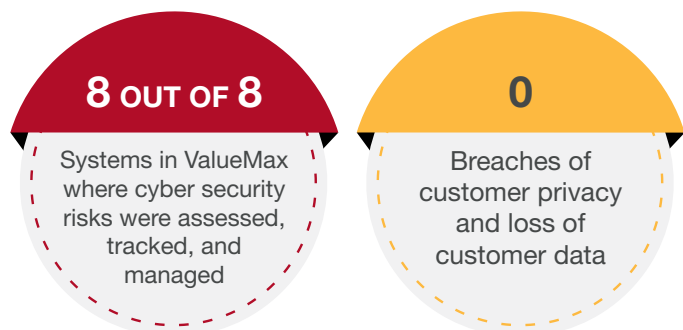 8 OUT OF 8
Systems in ValueMax
where cyber security
risks were assessed,
tracked, and
managed
0
Breaches of
customer privacy
and loss of
customer data